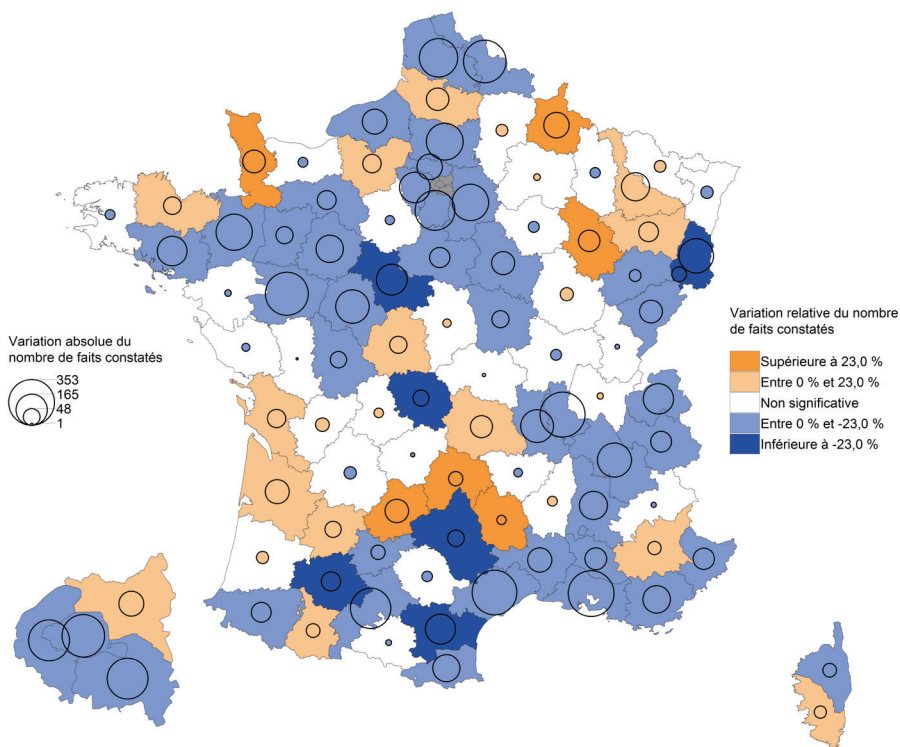 Variation absolue du
nombre de faits constatés
353
165
48
1
Variation relative du nombre
de faits constatés
Supérieure à 23,0 %
Entre 0 % et 23,0 %
Non significative
Entre 0 % et -23,0 %
Inférieure à -23,0 %